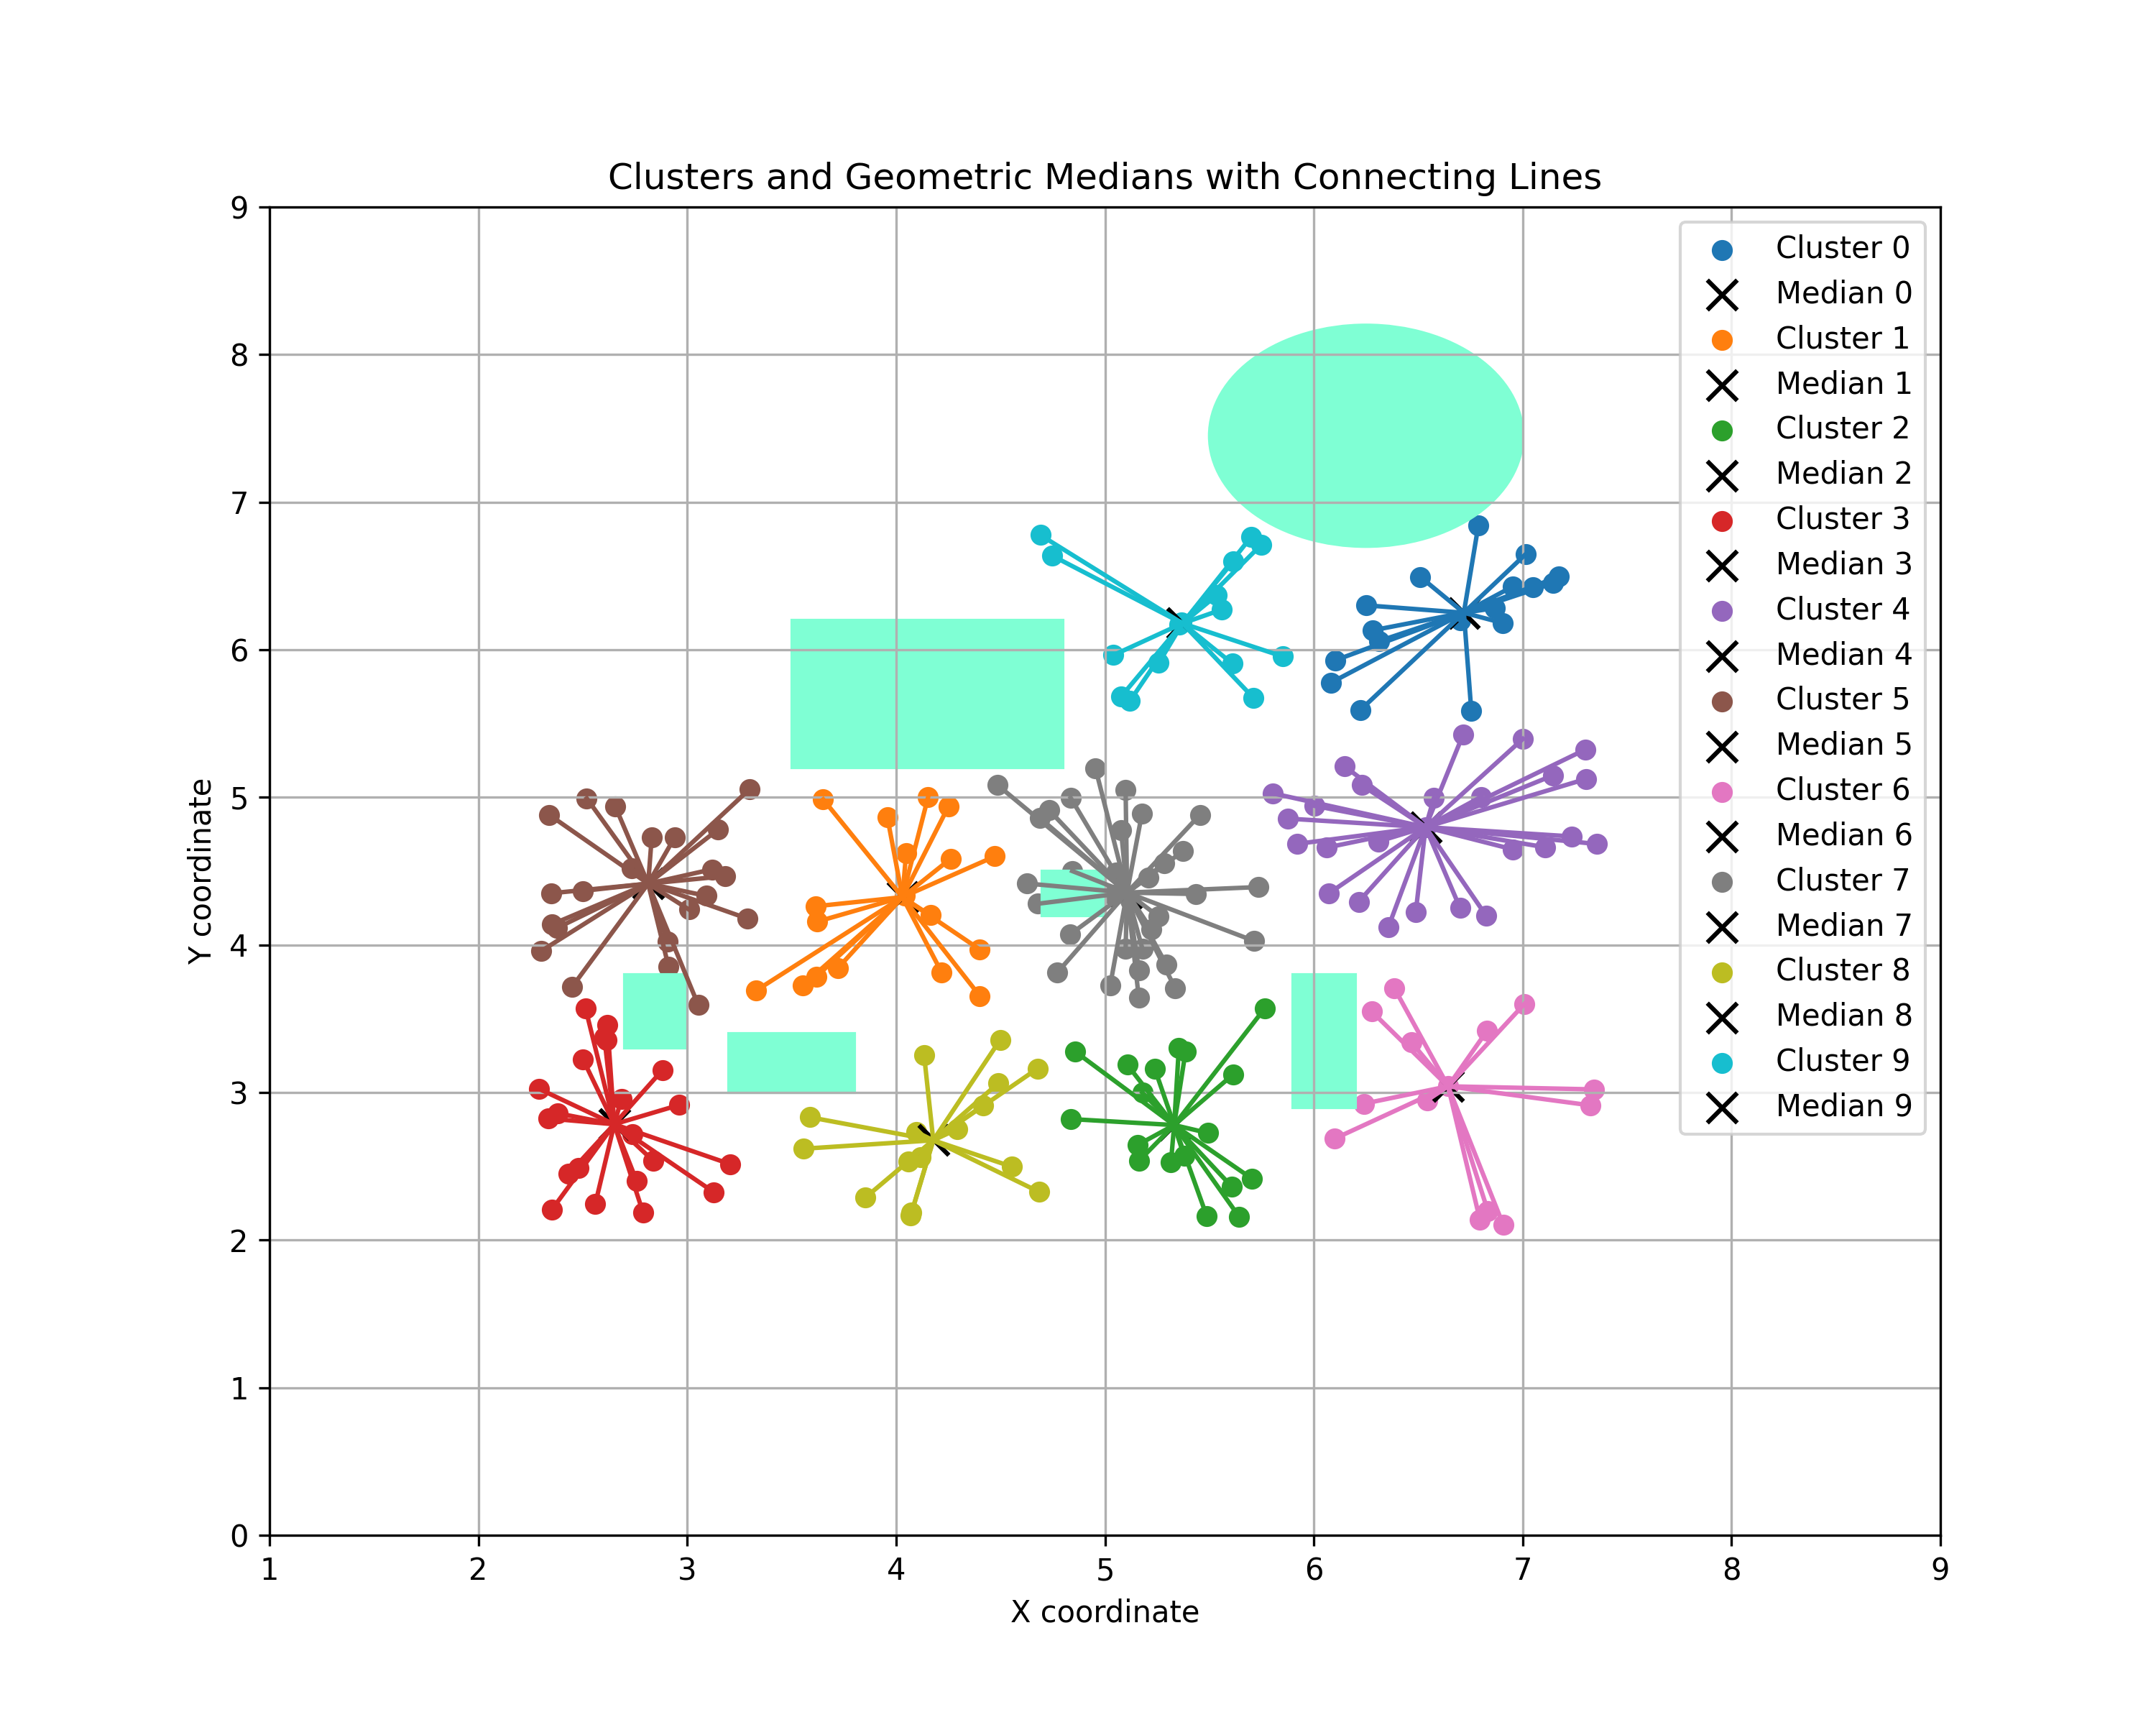 Clusters and Geometric Medians with Connecting Lines
9
8
7
6
5
4
3
2
1
0
Y coordinate
1 2 3 4 5 6 7 8 9
X coordinate
Cluster 0
Median 0
Cluster 1
Median 1
Cluster 2
Median 2
Cluster 3
Median 3
Cluster 4
Median 4
Cluster 5
Median 5
Cluster 6
Median 6
Cluster 7
Median 7
Cluster 8
Median 8
Cluster 9
Median 9